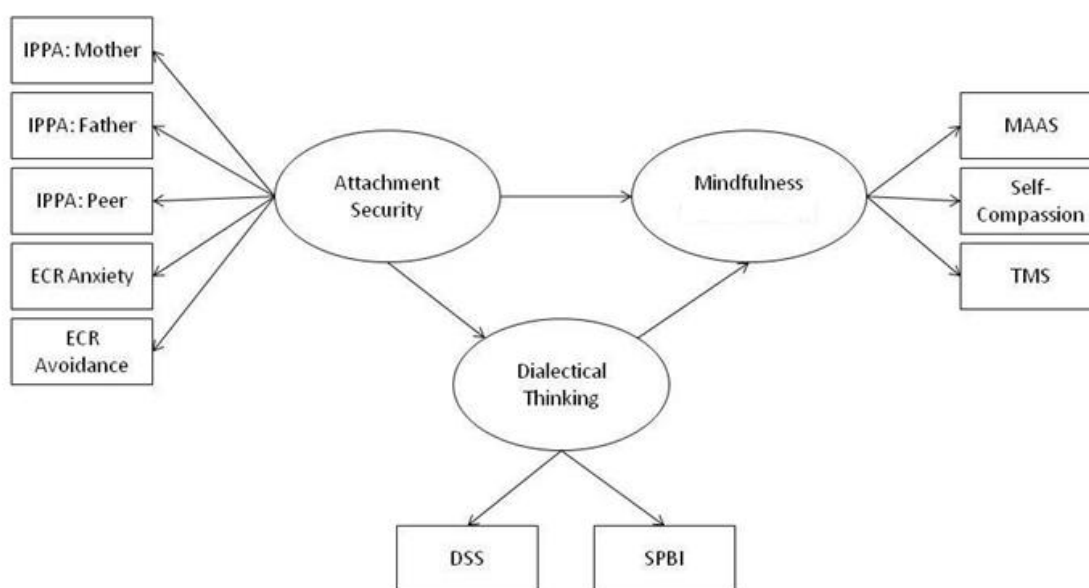 IPPA: Mother
IPPA: Father
IPPA: Peer
ECR Anxiety
ECR
Avoidance
Attachment
Security
Mindfulness
Dialectical
Thinking
MAAS
Self-
Compassion
TMS
DSS
SPBI